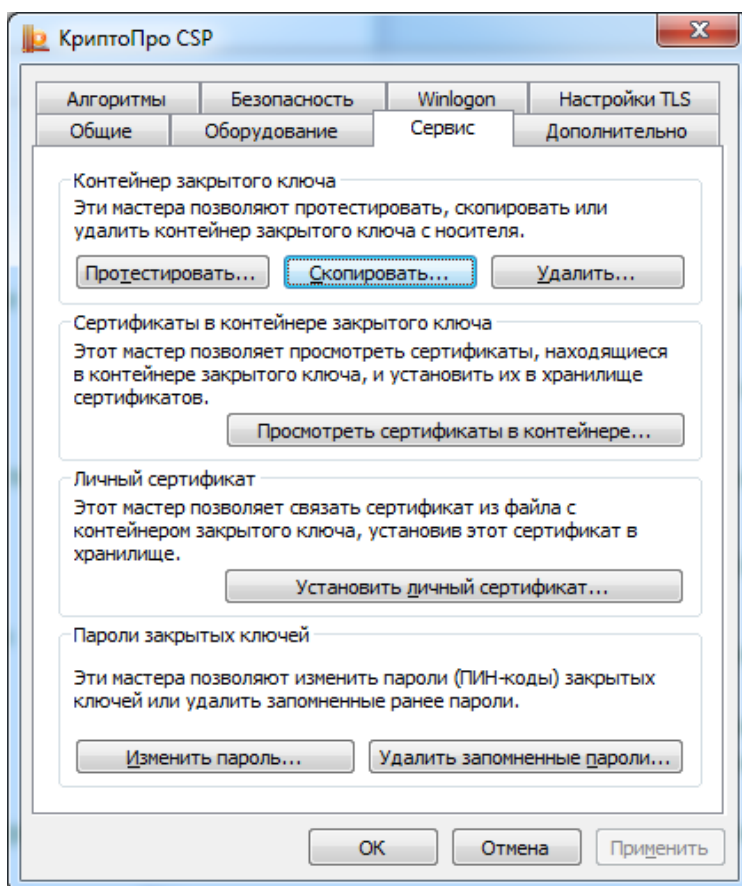 КриптоПро CSP
Алгоритмы Безопасность Winlogon Настройки TLS
Общие Оборудование Сервис Дополнительно
Контейнер закрытого ключа
Эти мастера позволяют протестировать, скопировать или
удалить контейнер закрытого ключа с носителя.
Протестировать... Скопировать... Удалить...
Сертификаты в контейнере закрытого ключа
Этот мастер позволяет просмотреть сертификаты, находящиеся
в контейнере закрытого ключа, и установить их в хранилище
сертификатов.
Просмотреть сертификаты в контейнере...
Личный сертификат
Этот мастер позволяет связать сертификат из файла с
контейнером закрытого ключа, установив этот сертификат в
хранилище.
Установить личный сертификат...
Пароли закрытых ключей
Эти мастера позволяют изменить пароли (ПИН-коды) закрытых
ключей или удалить запомненные ранее пароли.
Изменить пароль... Удалить запомненные пароли...
ОК Отмена Применить